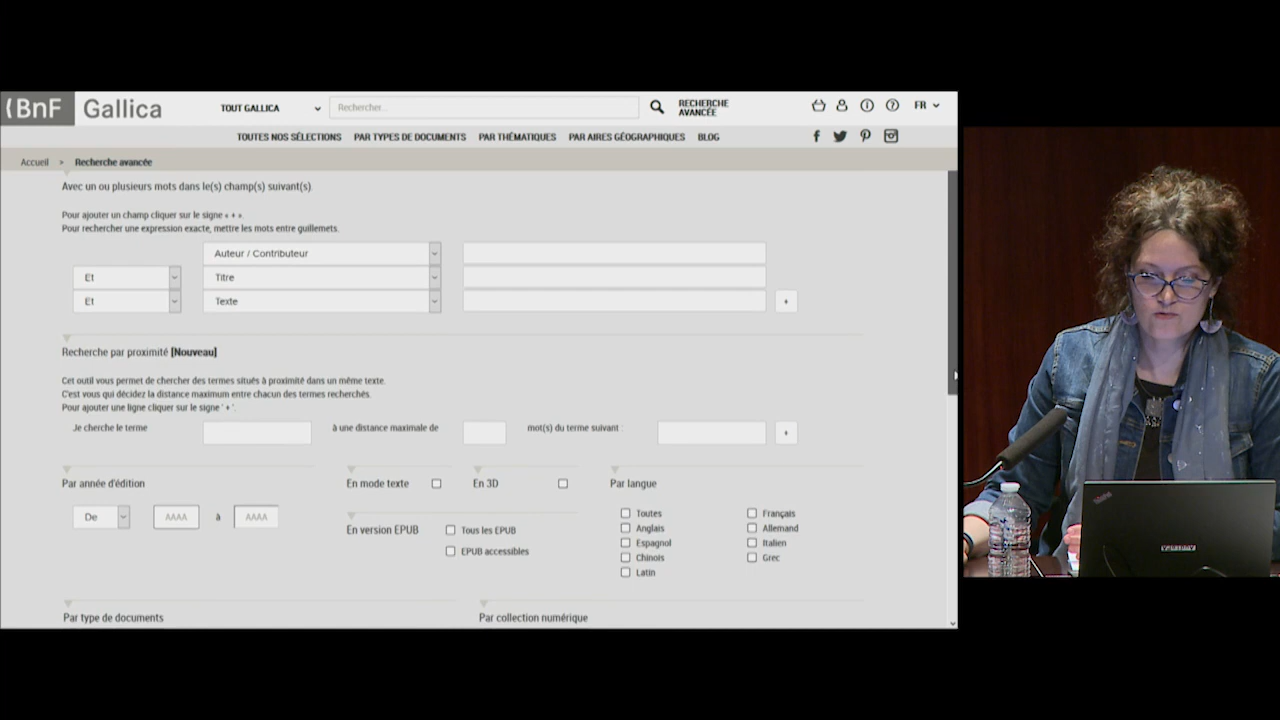 BnF Gallica
TOUT GALLICA
Rechercher...
RECHERCHE
AVANCÉE
FR
TOUTES NOS SÉLECTIONS PAR TYPES DE DOCUMENTS PAR THÉMATIQUES PAR AIRES GÉOGRAPHIQUES BLOG
Accueil > Recherche avancée
Avec un ou plusieurs mots dans le(s) champ(s) suivant(s).
Pour ajouter un champ cliquer sur le signe « + ».
Pour rechercher une expression exacte, mettre les mots entre guillemets.
Auteur / Contributeur
Et Titre
Et Texte +
Recherche par proximité [Nouveau]
Cet outil vous permet de chercher des termes situés à proximité dans un même texte.
C'est vous qui décidez la distance maximum entre chacun des termes recherchés.
Pour ajouter une ligne cliquer sur le signe ' + '.
Je cherche le terme à une distance maximale de mot(s) du terme suivant : +
Par année d'édition En mode texte En 3D Par langue
De AAAA à AAAA
En version EPUB Tous les EPUB
EPUB accessibles
Toutes Français
Anglais Allemand
Espagnol Italien
Chinois Grec
Latin
Par type de documents Par collection numérique
ThinkPad